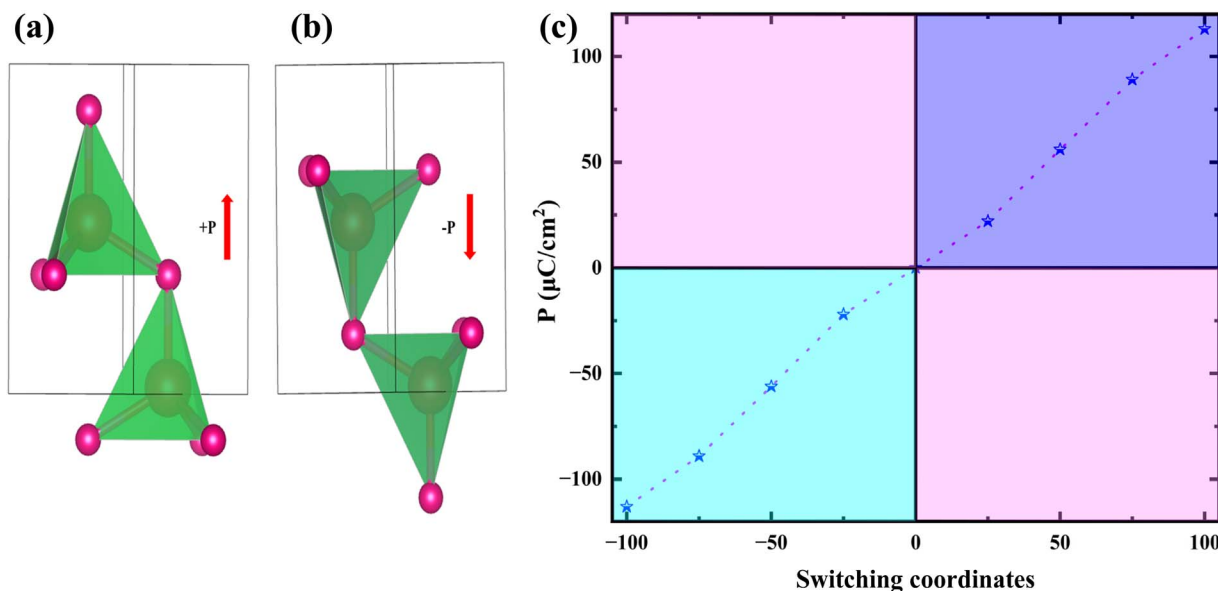 (a)
(b)
(c)
+P
-P
P (μC/cm²)
100
50
0
−50
−100
−100
−50
0
50
100
Switching coordinates